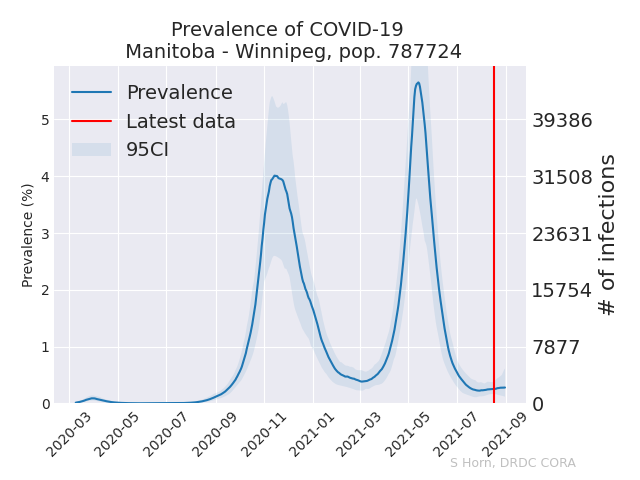 Prevalence of COVID-19
Manitoba - Winnipeg, pop. 787724
Prevalence
Latest data
95CI
Prevalence (%)
5
4
3
2
1
0
39386
31508
23631
15754
7877
0
# of infections
2020-03
2020-05
2020-07
2020-09
2020-11
2021-01
2021-03
2021-05
2021-07
2021-09
S Horn, DRDC CORA